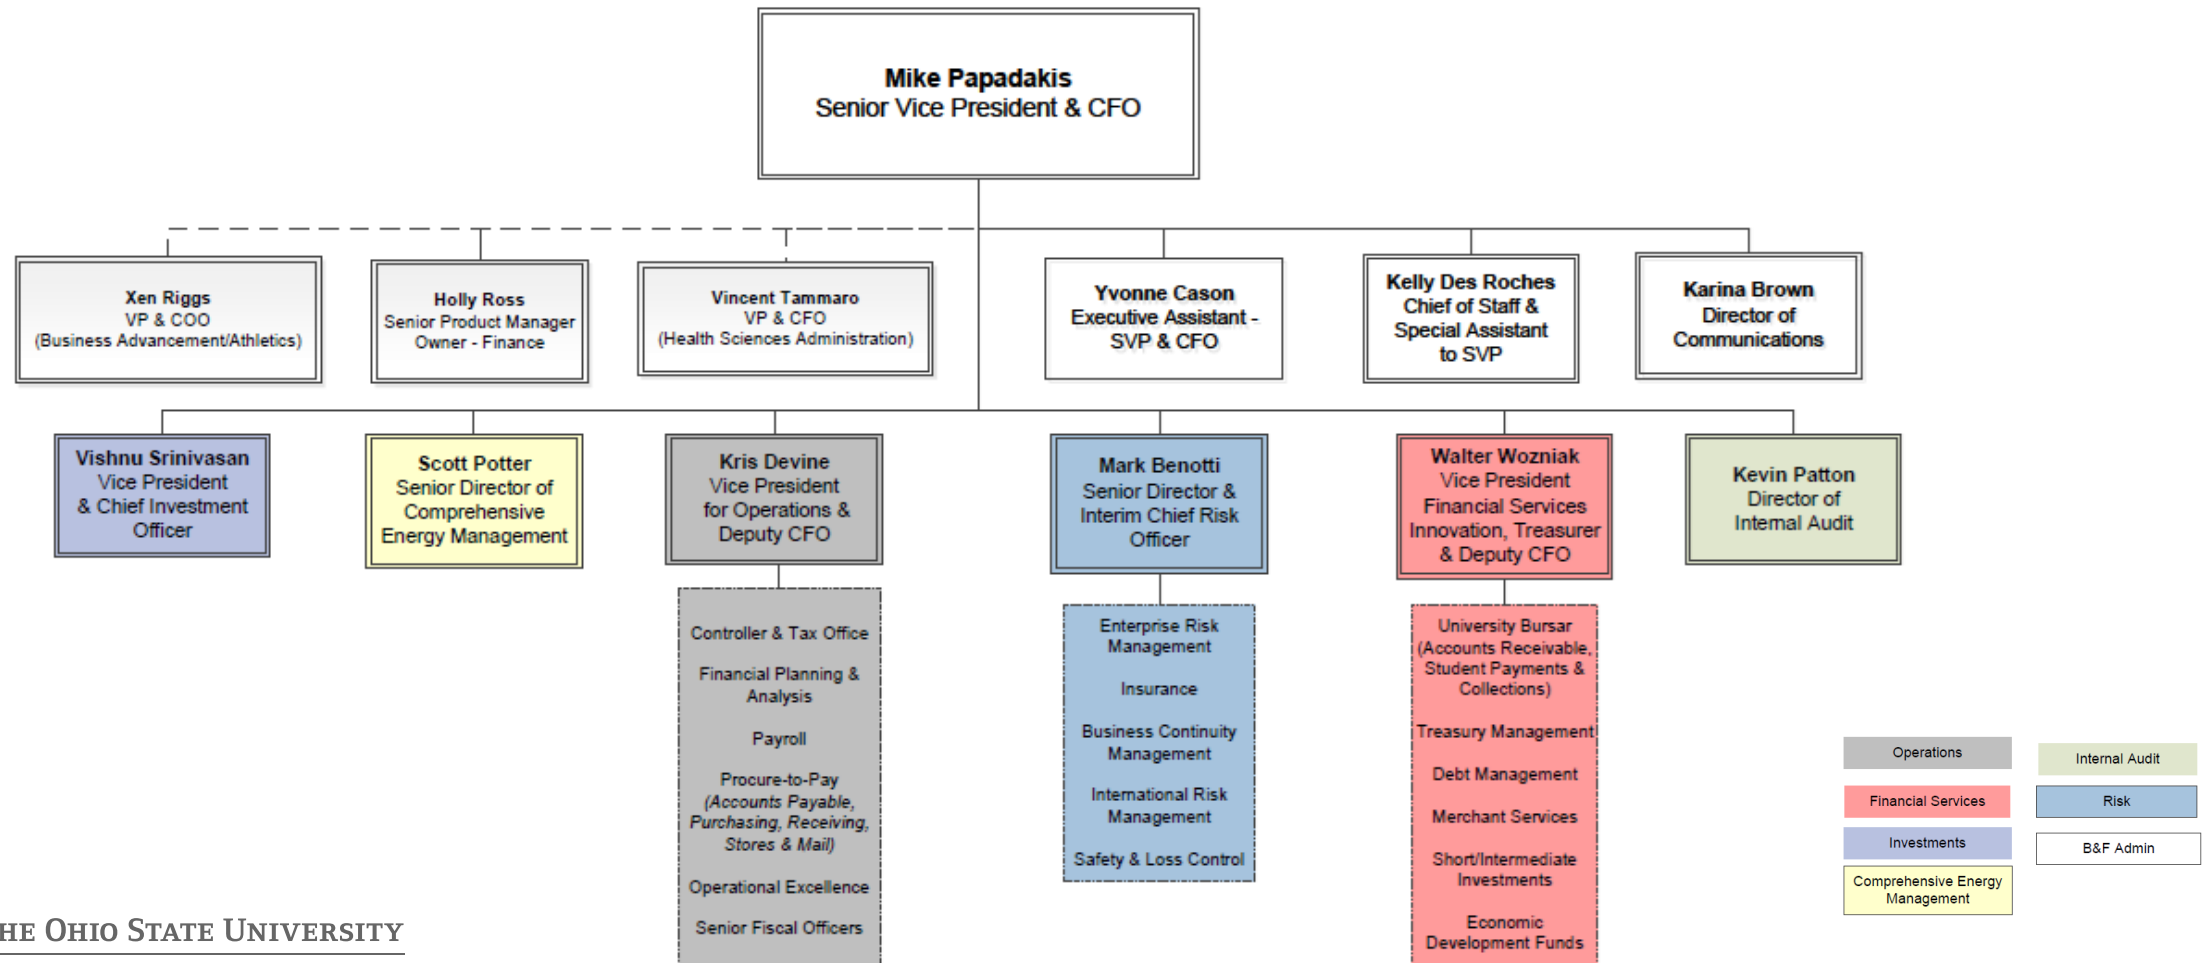 Mike Papadakis
Senior Vice President & CFO
Xen Riggs
VP & COO
(Business Advancement/Athletics)
Holly Ross
Senior Product Manager
Owner - Finance
Vincent Tammaro
VP & CFO
(Health Sciences Administration)
Yvonne Cason
Executive Assistant -
SVP & CFO
Kelly Des Roches
Chief of Staff &
Special Assistant
to SVP
Karina Brown
Director of
Communications
Vishnu Srinivasan
Vice President
& Chief Investment
Officer
Scott Potter
Senior Director of
Comprehensive
Energy Management
Kris Devine
Vice President
for Operations &
Deputy CFO
Mark Benotti
Senior Director &
Interim Chief Risk
Officer
Walter Wozniak
Vice President
Financial Services
Innovation, Treasurer
& Deputy CFO
Kevin Patton
Director of
Internal Audit
Controller & Tax Office
Financial Planning &
Analysis
Payroll
Procure-to-Pay
(Accounts Payable,
Purchasing, Receiving,
Stores & Mail)
Operational Excellence
Senior Fiscal Officers
Enterprise Risk
Management
Insurance
Business Continuity
Management
International Risk
Management
Safety & Loss Control
University Bursar
(Accounts Receivable,
Student Payments &
Collections)
Treasury Management
Debt Management
Merchant Services
Short/Intermediate
Investments
Economic
Development Funds
Operations
Internal Audit
Financial Services
Risk
Investments
B&F Admin
Comprehensive Energy
Management
HE OHIO STATE UNIVERSITY